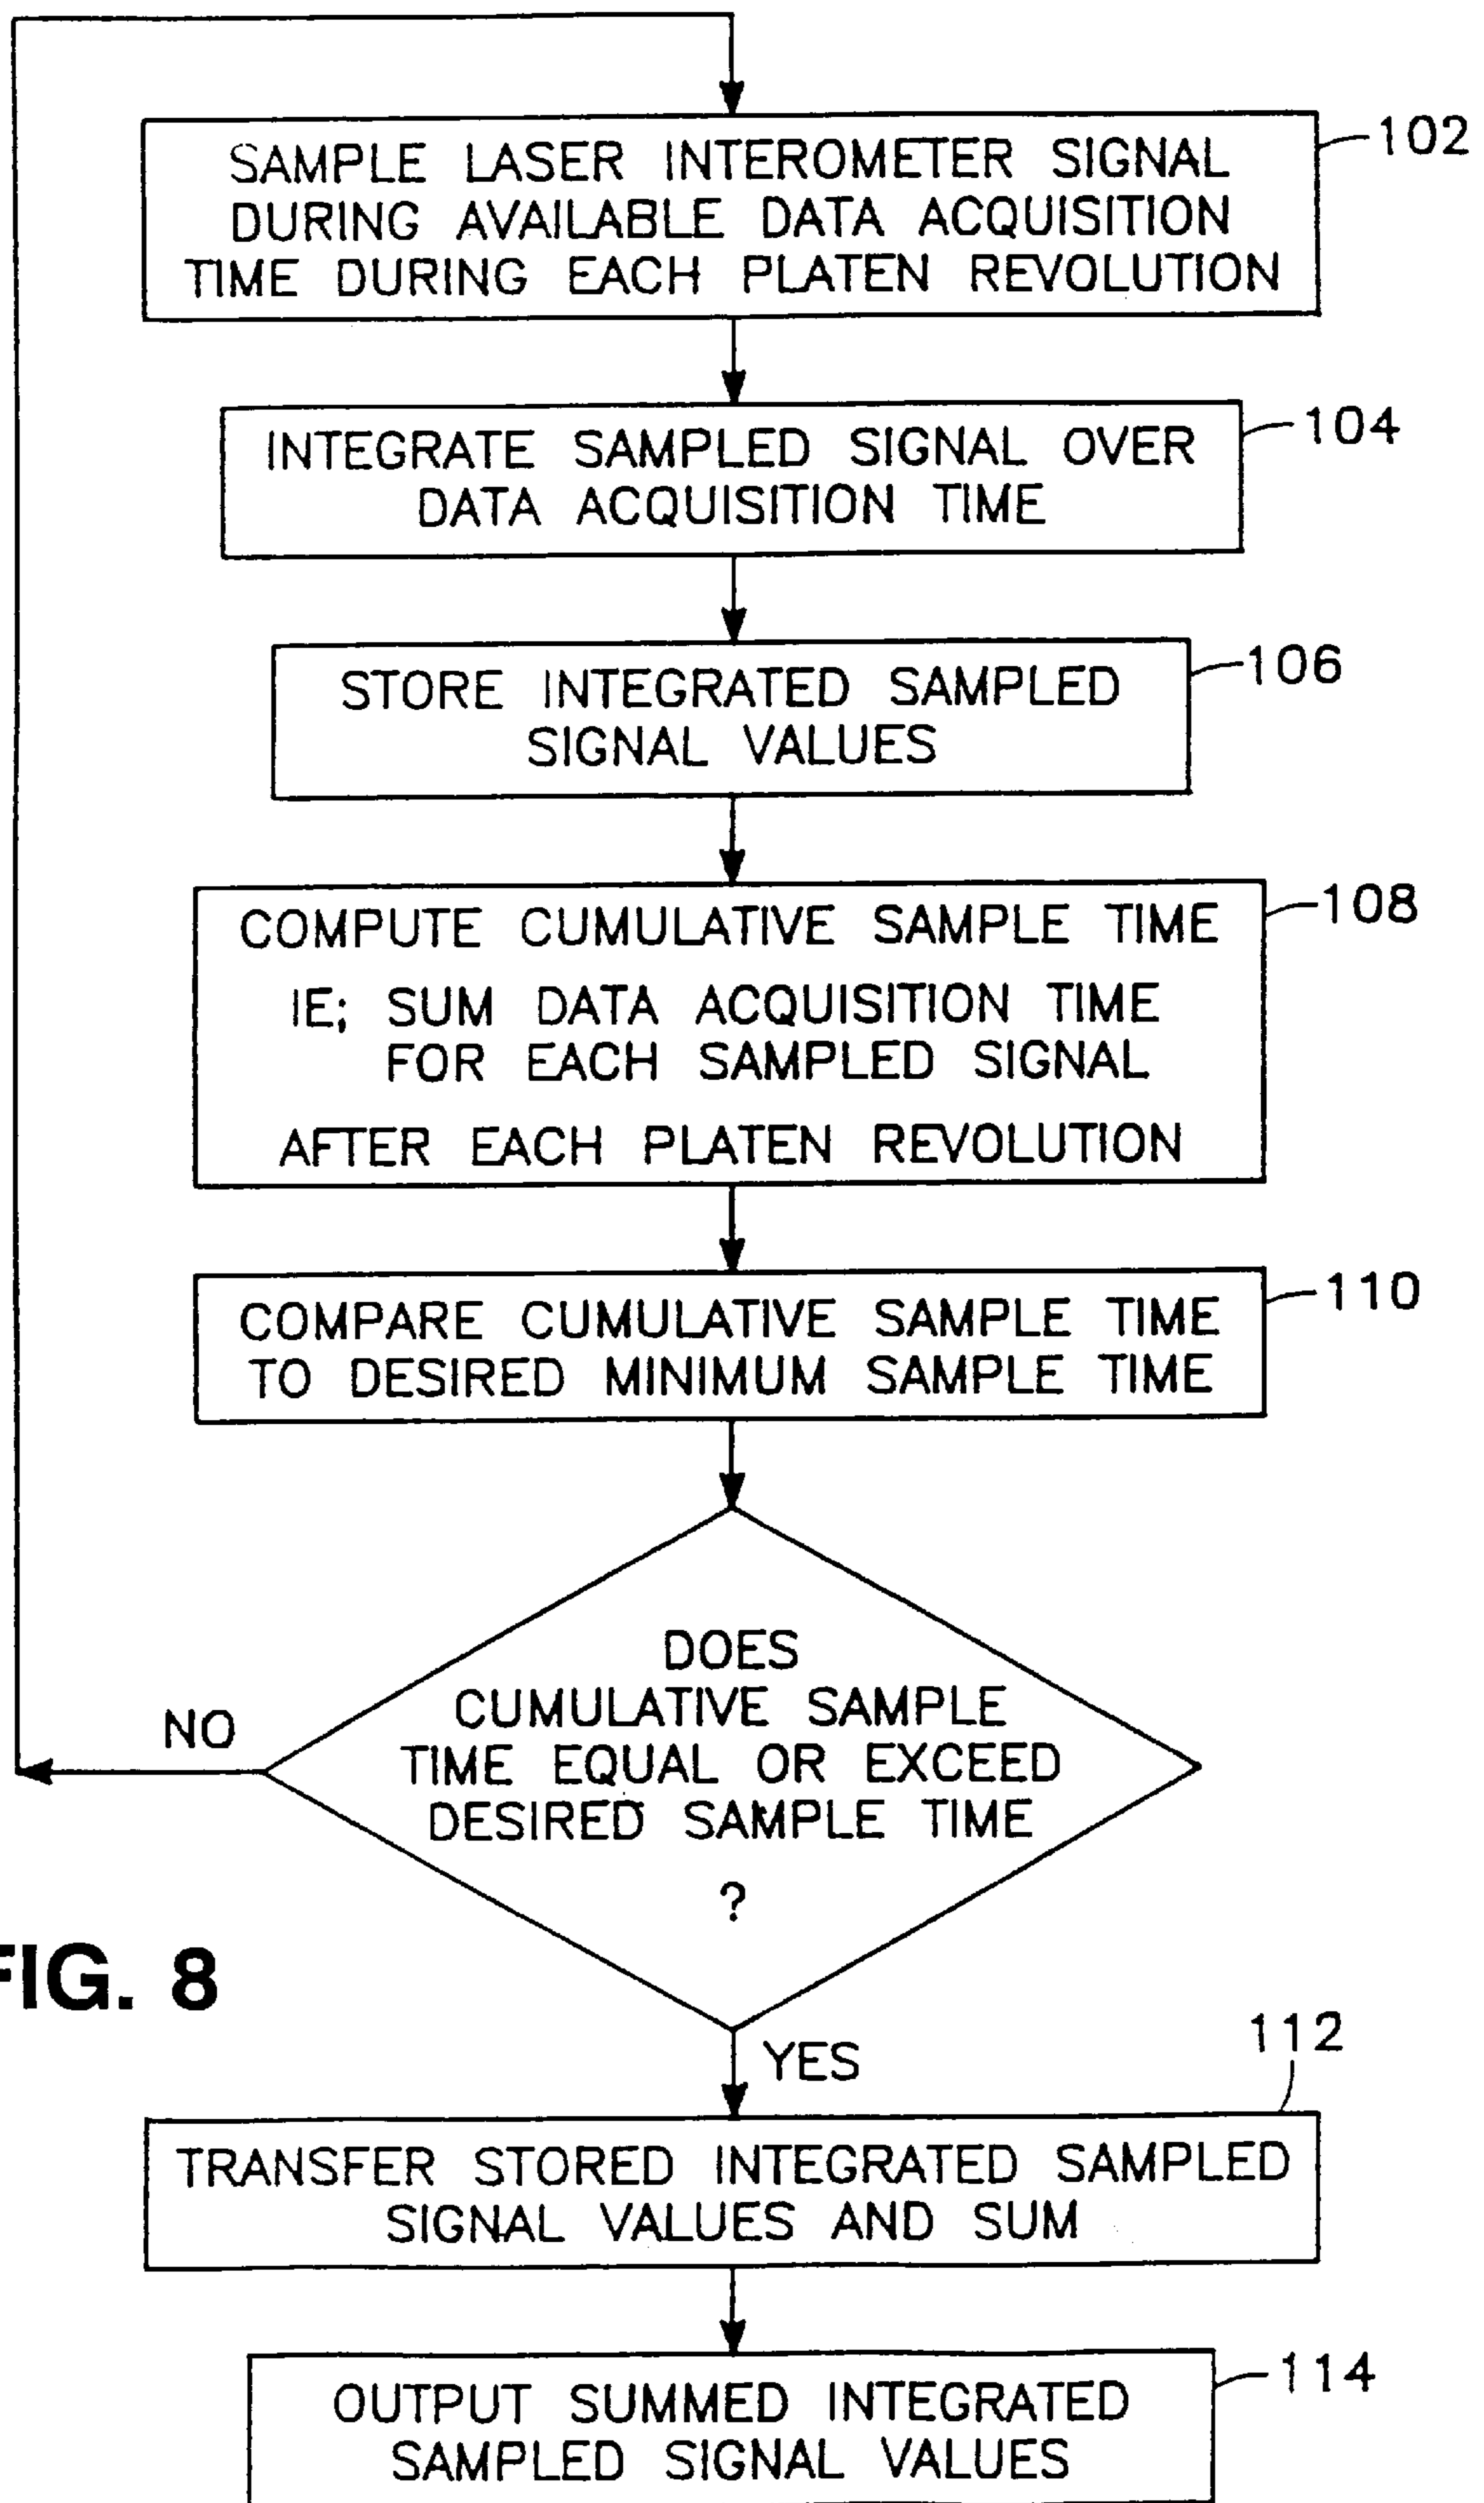 SAMPLE LASER INTEROMETER SIGNAL
DURING AVAILABLE DATA ACQUISITION
TIME DURING EACH PLATEN REVOLUTION
102
INTEGRATE SAMPLED SIGNAL OVER
DATA ACQUISITION TIME
104
STORE INTEGRATED SAMPLED
SIGNAL VALUES
106
COMPUTE CUMULATIVE SAMPLE TIME
IE; SUM DATA ACQUISITION TIME
FOR EACH SAMPLED SIGNAL
AFTER EACH PLATEN REVOLUTION
108
COMPARE CUMULATIVE SAMPLE TIME
TO DESIRED MINIMUM SAMPLE TIME
110
DOES
CUMULATIVE SAMPLE
TIME EQUAL OR EXCEED
DESIRED SAMPLE TIME
?
NO
FIG. 8
YES
112
TRANSFER STORED INTEGRATED SAMPLED
SIGNAL VALUES AND SUM
OUTPUT SUMMED INTEGRATED
SAMPLED SIGNAL VALUES
114